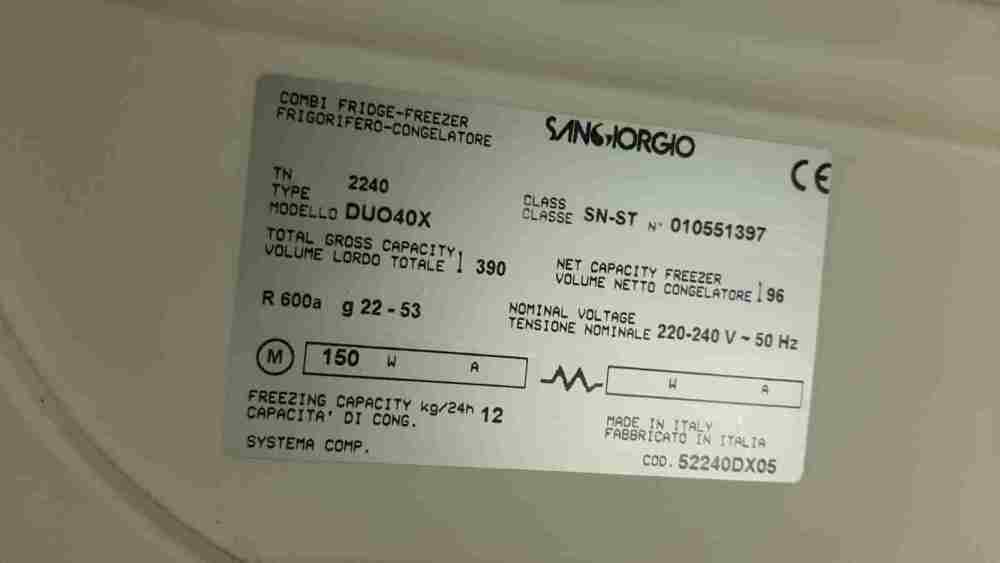 COMBI FRIDGE-FREEZER
FRIGORIFERO-CONGELATORE
SANGIORGIO
CE
TN 2240
TYPE
MODELLO DUO40X
CLASS
CLASSE SN-ST N° 010551397
TOTAL GROSS CAPACITY
VOLUME LORDO TOTALE l 390
NET CAPACITY FREEZER
VOLUME NETTO CONGELATORE l 96
R 600a g 22 - 53
NOMINAL VOLTAGE
TENSIONE NOMINALE 220-240 V ~ 50 Hz
M 150 W A
W A
FREEZING CAPACITY kg/24h 12
CAPACITA' DI CONG.
MADE IN ITALY
FABBRICATO IN ITALIA
SYSTEMA COMP.
COD. 52240DX05